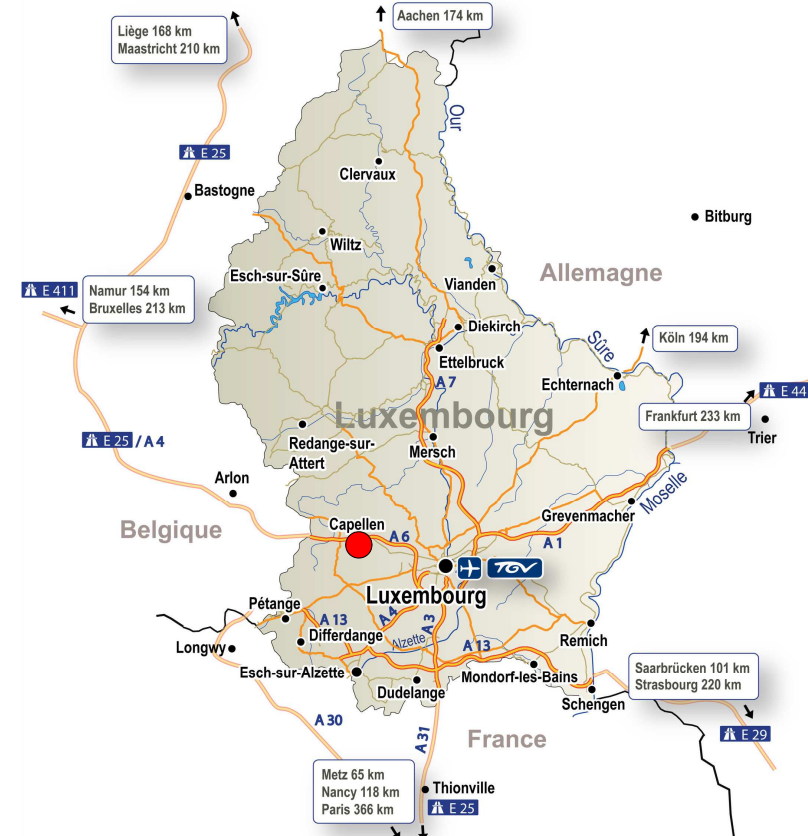 Aachen 174 km
Liège 168 km
Maastricht 210 km
Our
E 25
Clervaux
Bastogne
Bitburg
Wiltz
Allemagne
Esch-sur-Sûre
Vianden
E 411
Namur 154 km
Bruxelles 213 km
Diekirch
Sûre
Köln 194 km
Ettelbruck
A 7
Echternach
E 44
Luxembourg
Frankfurt 233 km
Trier
E 25 / A 4
Redange-sur-
Attert
Mersch
Arlon
Moselle
Grevenmacher
Belgique
Capellen
A 6
A 1
TGV
Luxembourg
Pétange
A 13
A 4
A 3
Differdange
Alzette
A 13
Remich
Longwy
Esch-sur-Alzette
Mondorf-les-Bains
Saarbrücken 101 km
Strasbourg 220 km
Dudelange
Schengen
A 30
A 31
France
E 29
Metz 65 km
Nancy 118 km
Paris 366 km
Thionville
E 25